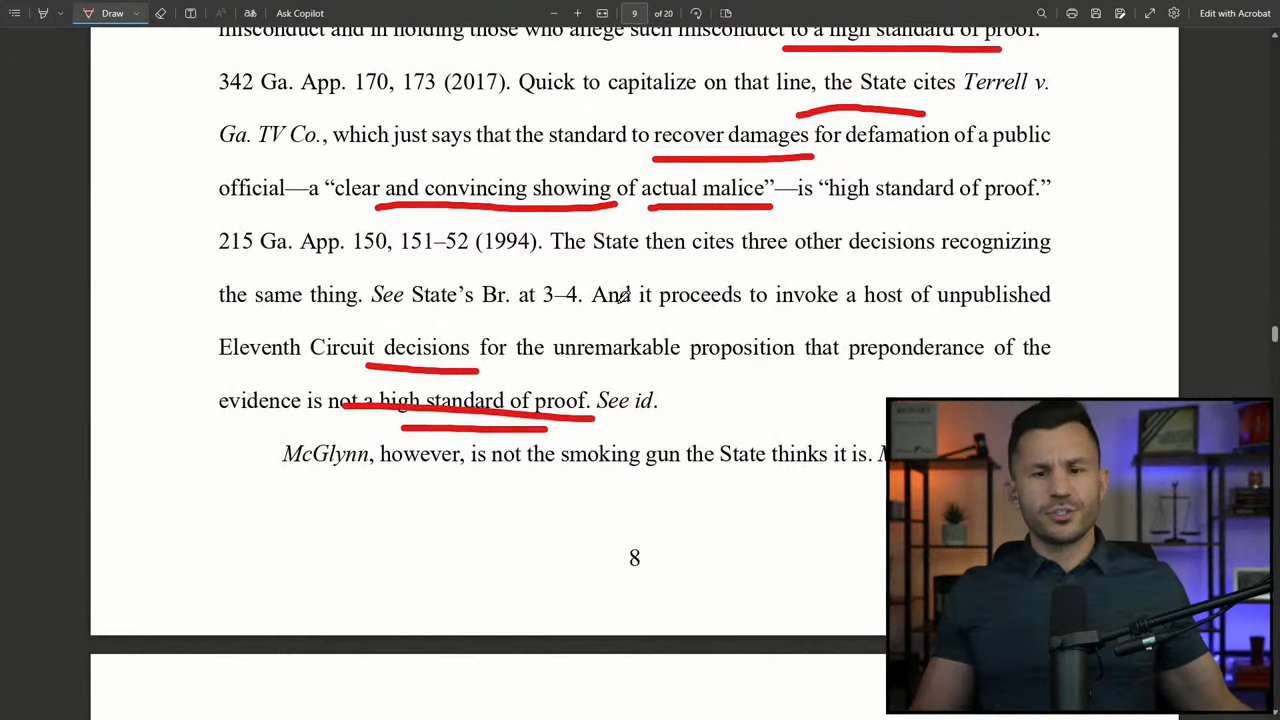 Draw
Ask Copilot
9 of 20
Edit with Acrobat
misconduct and in holding those who allege such misconduct to a high standard of proof.
342 Ga. App. 170, 173 (2017). Quick to capitalize on that line, the State cites Terrell v.
Ga. TV Co., which just says that the standard to recover damages for defamation of a public
official—a “clear and convincing showing of actual malice”—is “high standard of proof.”
215 Ga. App. 150, 151–52 (1994). The State then cites three other decisions recognizing
the same thing. See State’s Br. at 3–4. And it proceeds to invoke a host of unpublished
Eleventh Circuit decisions for the unremarkable proposition that preponderance of the
evidence is not a high standard of proof. See id.
McGlynn, however, is not the smoking gun the State thinks it is.
8